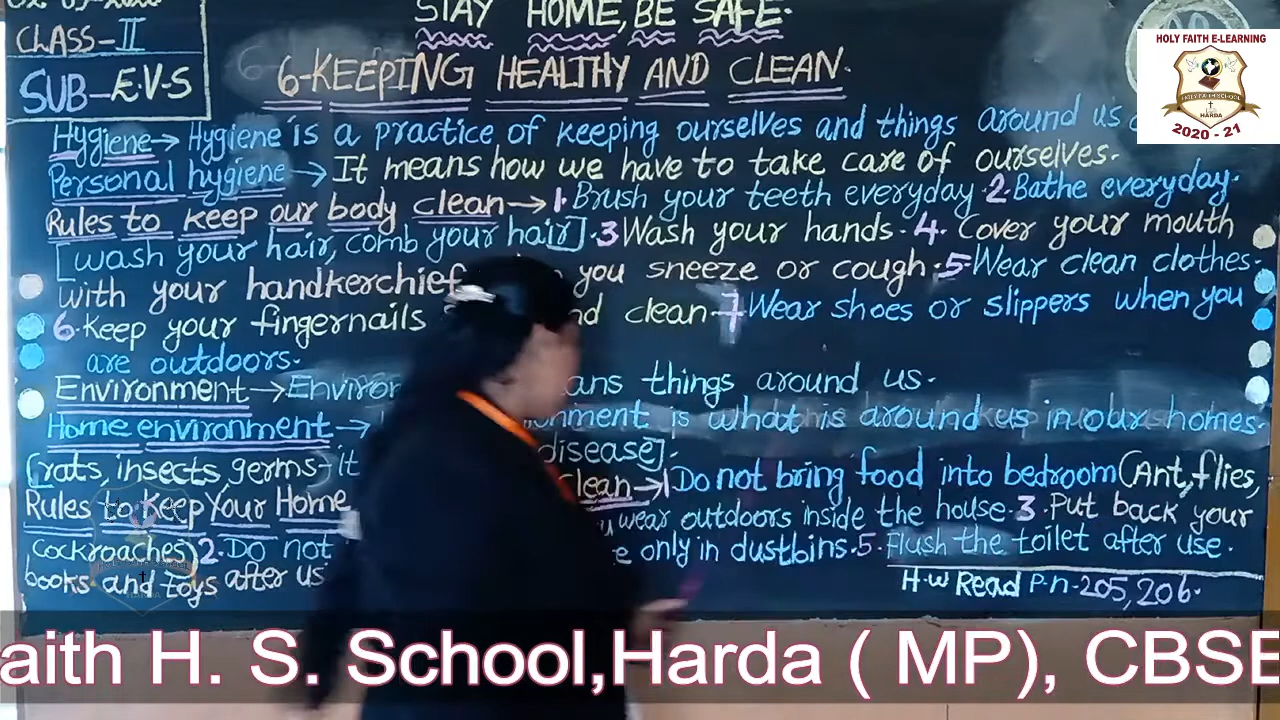 STAY HOME, BE SAFE.
CLASS-II
SUB-E.V.S
6-KEEPING HEALTHY AND CLEAN.
HOLY FAITH E-LEARNING
HOLY FAITH SCHOOL
HARDA
2020 - 21
Hygiene→ Hygiene is a practice of keeping ourselves and things around us
Personal hygiene→It means how we have to take care of ourselves.
Rules to keep our body clean→1.Brush your teeth everyday.2.Bathe everyday.
[wash your hair, comb your hair].3.Wash your hands.4.Cover your mouth
with your handkerchief you sneeze or cough.5.Wear clean clothes.
6.Keep your fingernails clean.7.Wear shoes or slippers when you
are outdoors.
Environment→ things around us.
Home environment→ is what is around us in our homes.
[rats, insects, germs-it disease].
Rules to Keep Your Home Clean→1.Do not bring food into bedroom(Ant, flies,
cockroaches)2.Do not wear outdoors inside the house.3.Put back your
books and toys after only in dustbins.5.Flush the toilet after use.
H.W Read P.n.205,206.
aith H. S. School,Harda ( MP), CBSE